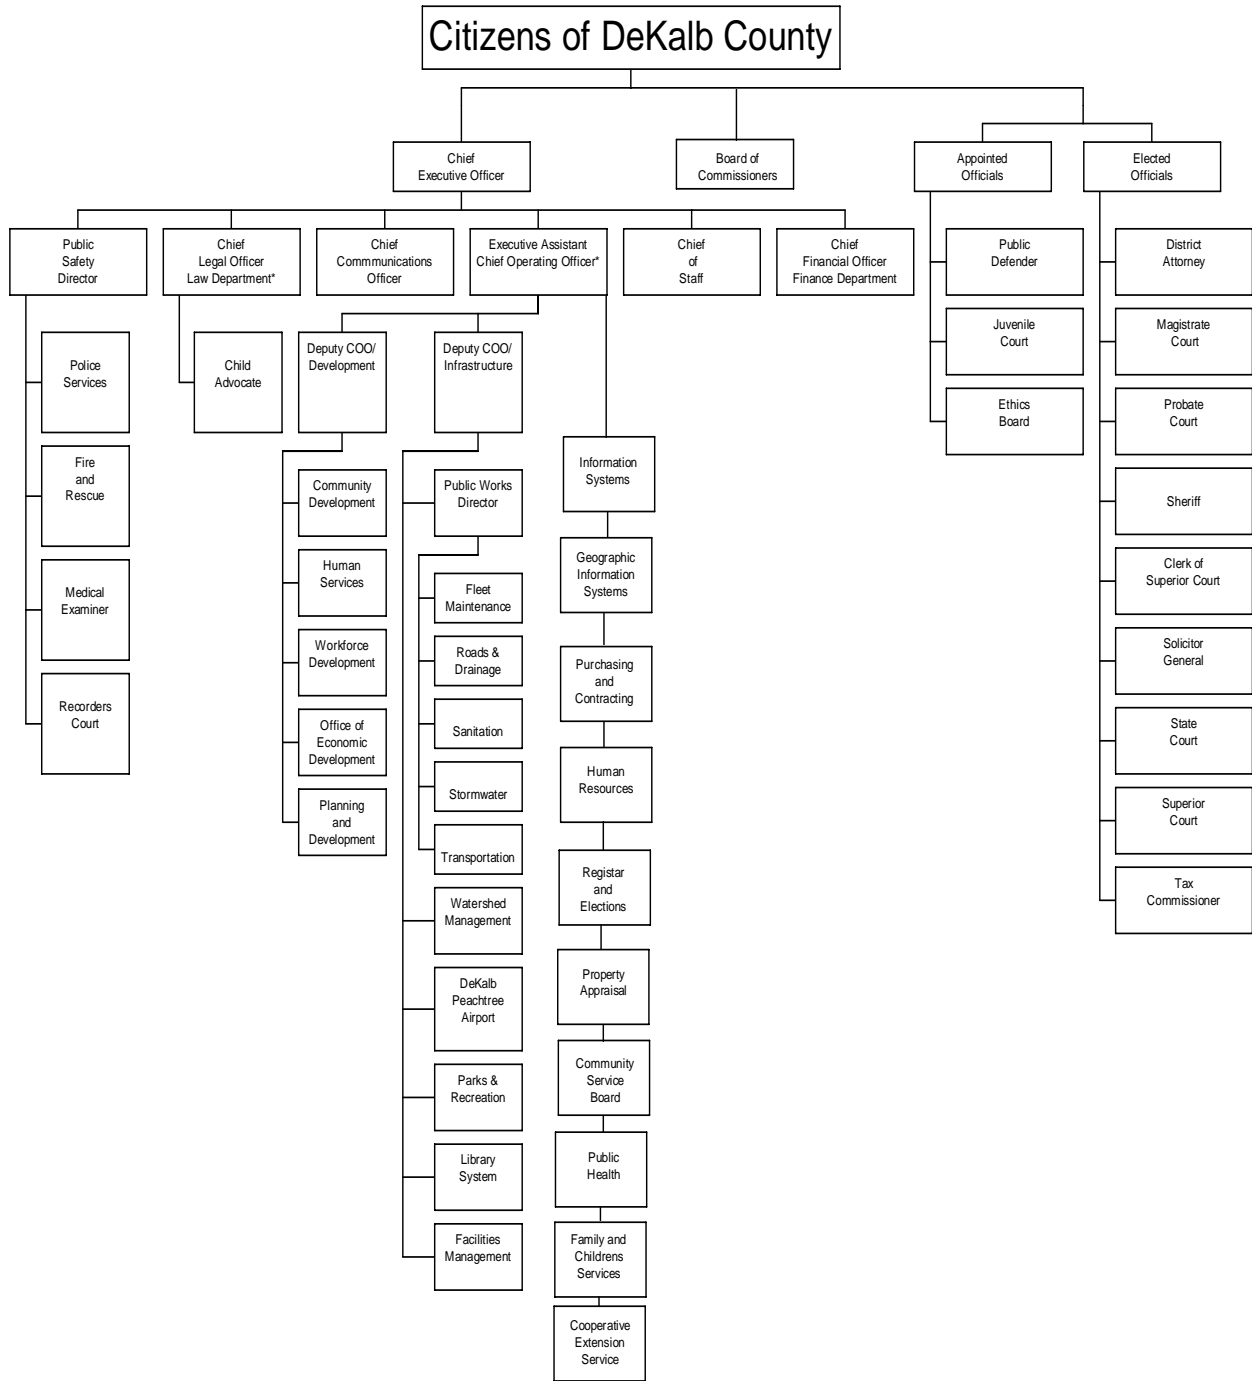 Citizens of DeKalb County
Chief
Executive Officer
Board of
Commissioners
Appointed
Officials
Elected
Officials
Public
Safety
Director
Chief
Legal Officer
Law Department*
Chief
Commmunications
Officer
Executive Assistant
Chief Operating Officer*
Chief
of
Staff
Chief
Financial Officer
Finance Department
Public
Defender
District
Attorney
Police
Services
Child
Advocate
Deputy COO/
Development
Deputy COO/
Infrastructure
Juvenile
Court
Magistrate
Court
Ethics
Board
Probate
Court
Fire
and
Rescue
Medical
Examiner
Recorders
Court
Community
Development
Human
Services
Workforce
Development
Office of
Economic
Development
Planning
and
Development
Public Works
Director
Fleet
Maintenance
Roads &
Drainage
Sanitation
Stormwater
Transportation
Watershed
Management
DeKalb
Peachtree
Airport
Parks &
Recreation
Library
System
Facilities
Management
Information
Systems
Geographic
Information
Systems
Purchasing
and
Contracting
Human
Resources
Registar
and
Elections
Property
Appraisal
Community
Service
Board
Public
Health
Family and
Childrens
Services
Cooperative
Extension
Service
Sheriff
Clerk of
Superior Court
Solicitor
General
State
Court
Superior
Court
Tax
Commissioner